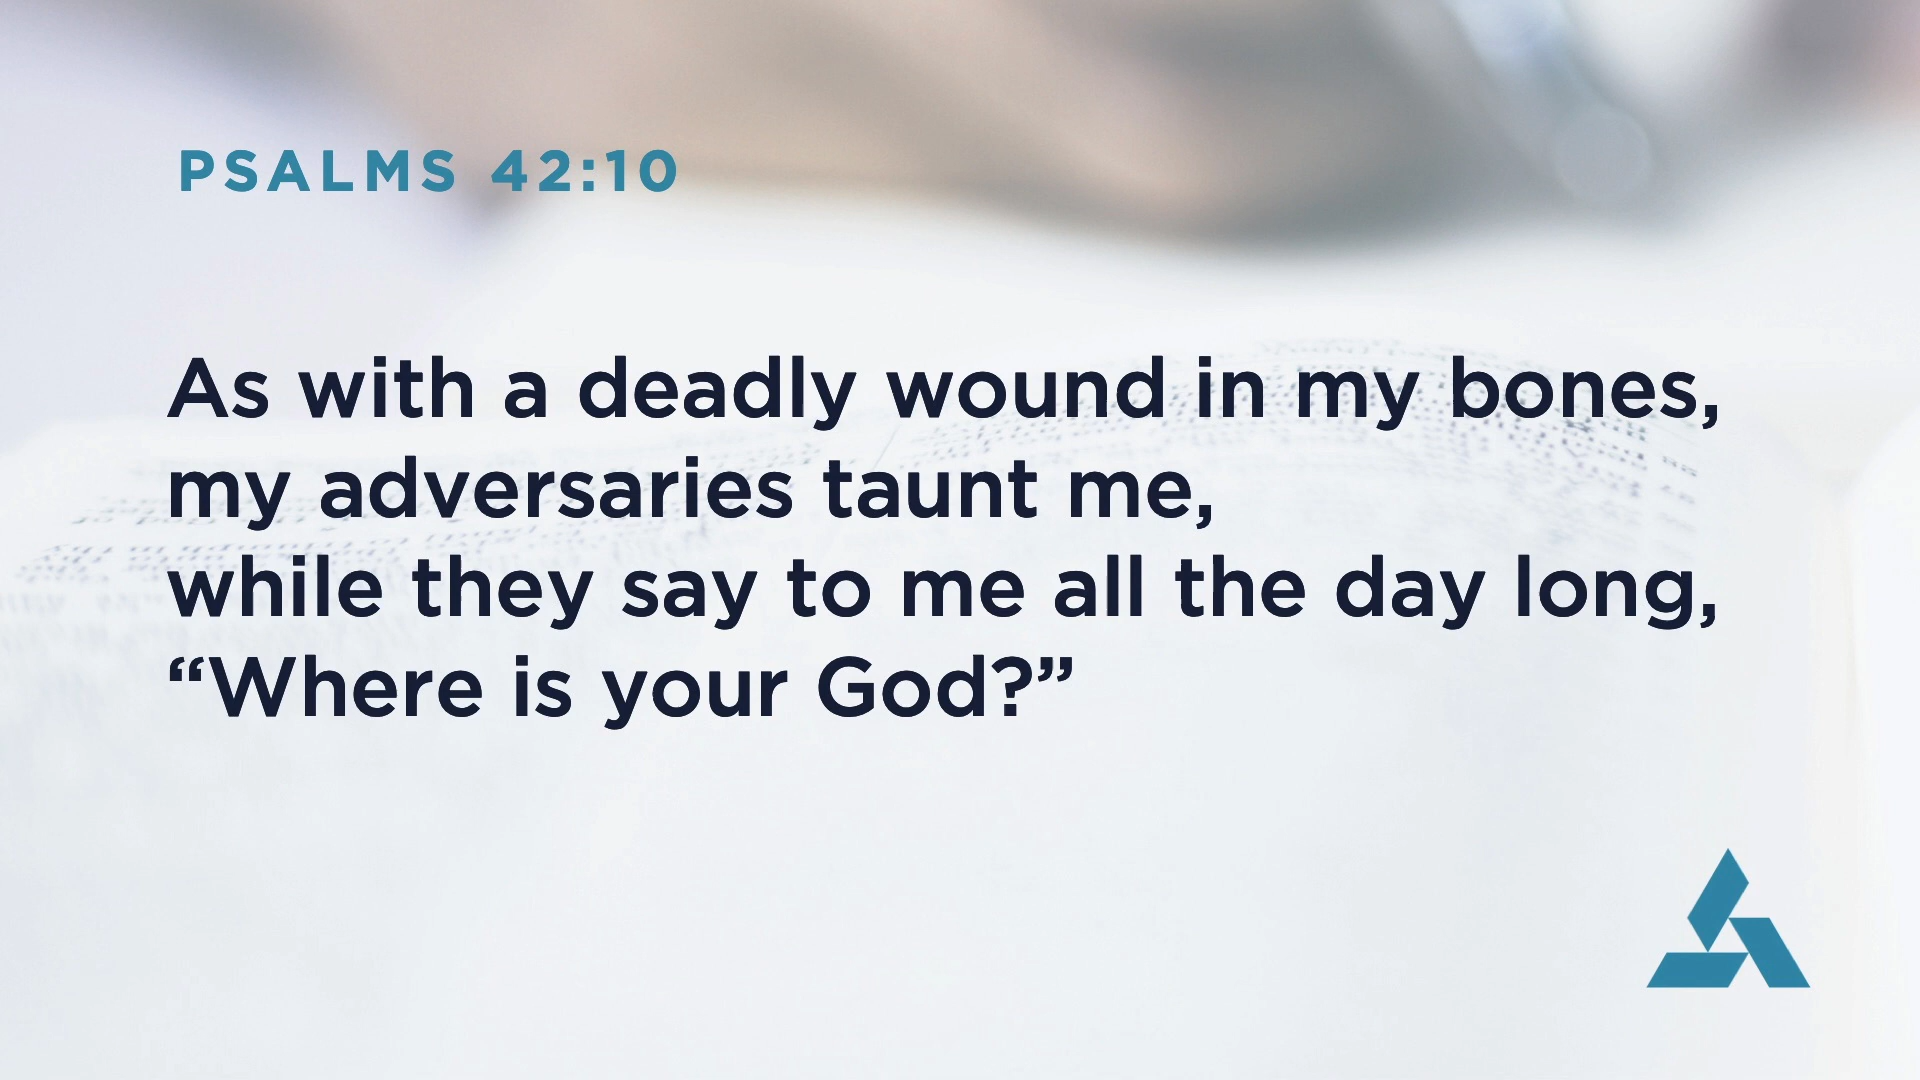 PSALMS 42:10
As with a deadly wound in my bones,
my adversaries taunt me,
while they say to me all the day long,
“Where is your God?”